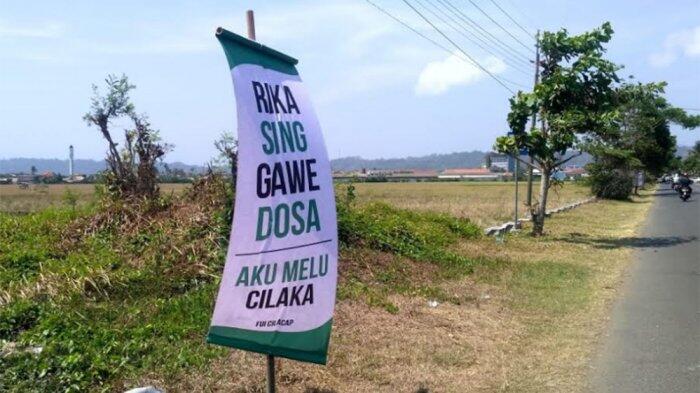 RIKA
SING
GAWE
DOSA
AKU MELU
CILAKA
FUI CILACAP